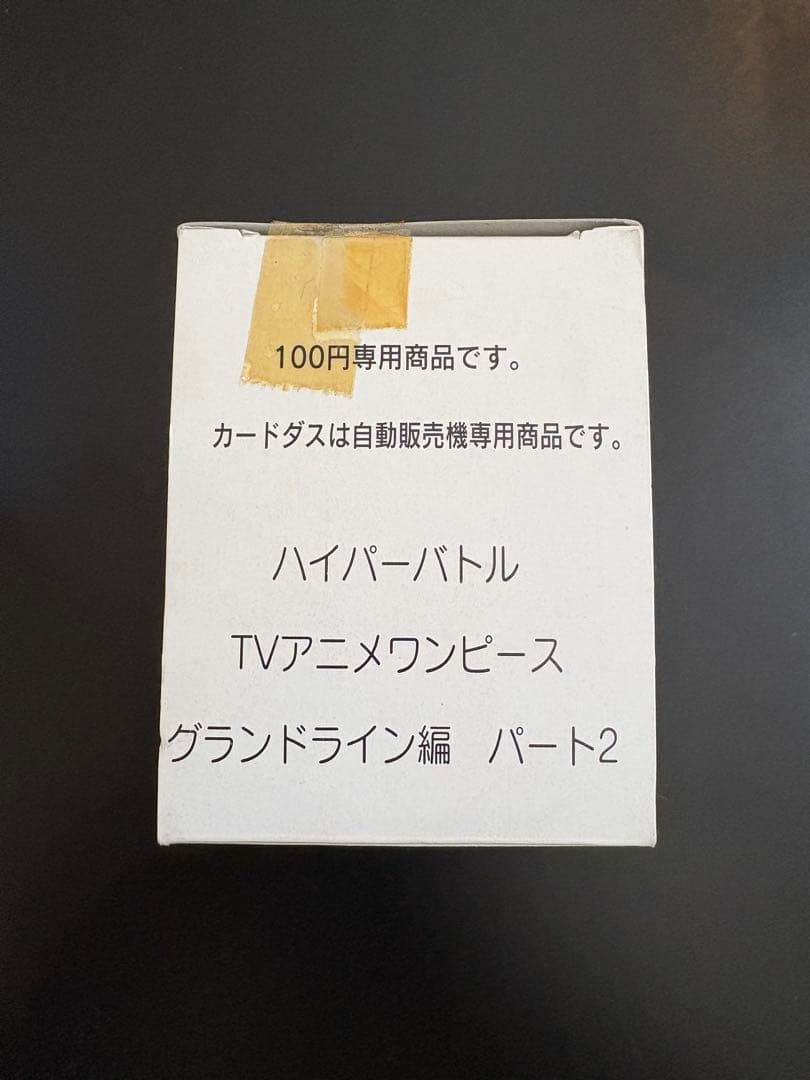 100円専用商品です。
カードダスは自動販売機専用商品です。
ハイパーバトル
TVアニメワンピース
グランドライン編　パート2